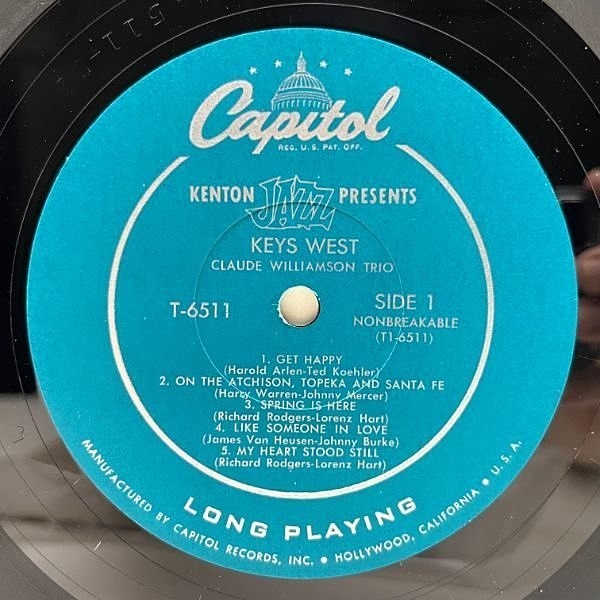 Capitol
REG. U.S. PAT. OFF.
KENTON JAZZ PRESENTS
KEYS WEST
CLAUDE WILLIAMSON TRIO
T-6511
SIDE 1
NONBREAKABLE
(T1-6511)
1. GET HAPPY
(Harold Arlen-Ted Koehler)
2. ON THE ATCHISON, TOPEKA AND SANTA FE
(Harry Warren-Johnny Mercer)
3. SPRING IS HERE
(Richard Rodgers-Lorenz Hart)
4. LIKE SOMEONE IN LOVE
(James Van Heusen-Johnny Burke)
5. MY HEART STOOD STILL
(Richard Rodgers-Lorenz Hart)
LONG PLAYING
MANUFACTURED BY CAPITOL RECORDS, INC. • HOLLYWOOD, CALIFORNIA • U.S.A.